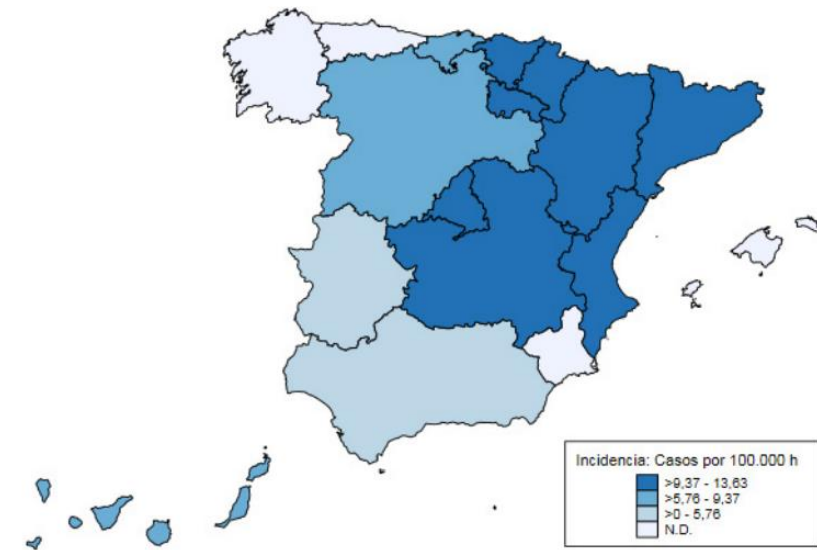 Incidencia: Casos por 100.000 h
>9,37 - 13,63
>5,76 - 9,37
>0 - 5,76
N.D.